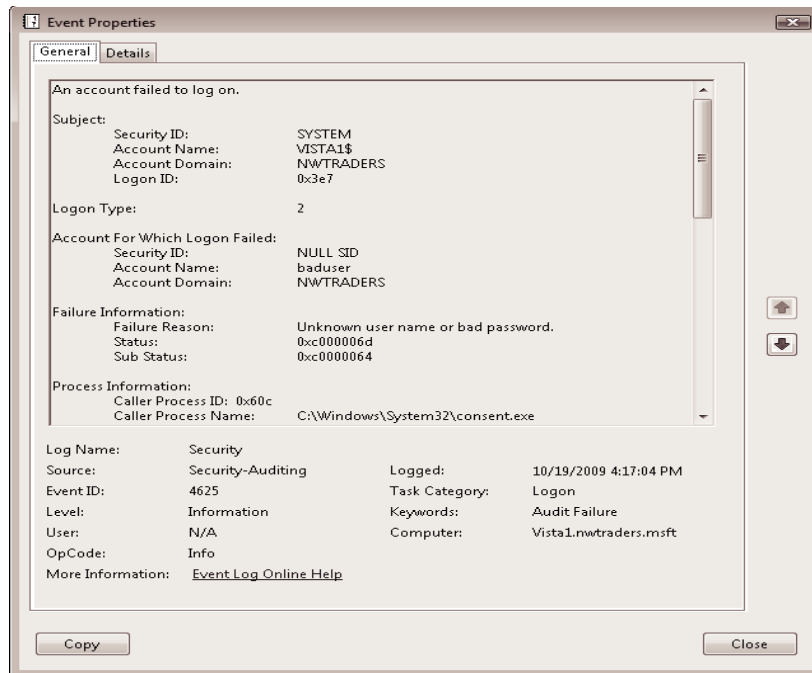 Event Properties
General Details
An account failed to log on.
Subject:
Security ID: SYSTEM
Account Name: VISTA1$
Account Domain: NWTRADERS
Logon ID: 0x3e7
Logon Type: 2
Account For Which Logon Failed:
Security ID: NULL SID
Account Name: baduser
Account Domain: NWTRADERS
Failure Information:
Failure Reason: Unknown user name or bad password.
Status: 0xc000006d
Sub Status: 0xc0000064
Process Information:
Caller Process ID: 0x60c
Caller Process Name: C:\Windows\System32\consent.exe
Log Name: Security
Source: Security-Auditing Logged: 10/19/2009 4:17:04 PM
Event ID: 4625 Task Category: Logon
Level: Information Keywords: Audit Failure
User: N/A Computer: Vista1.nwtraders.msft
OpCode: Info
More Information: Event Log Online Help
Copy Close